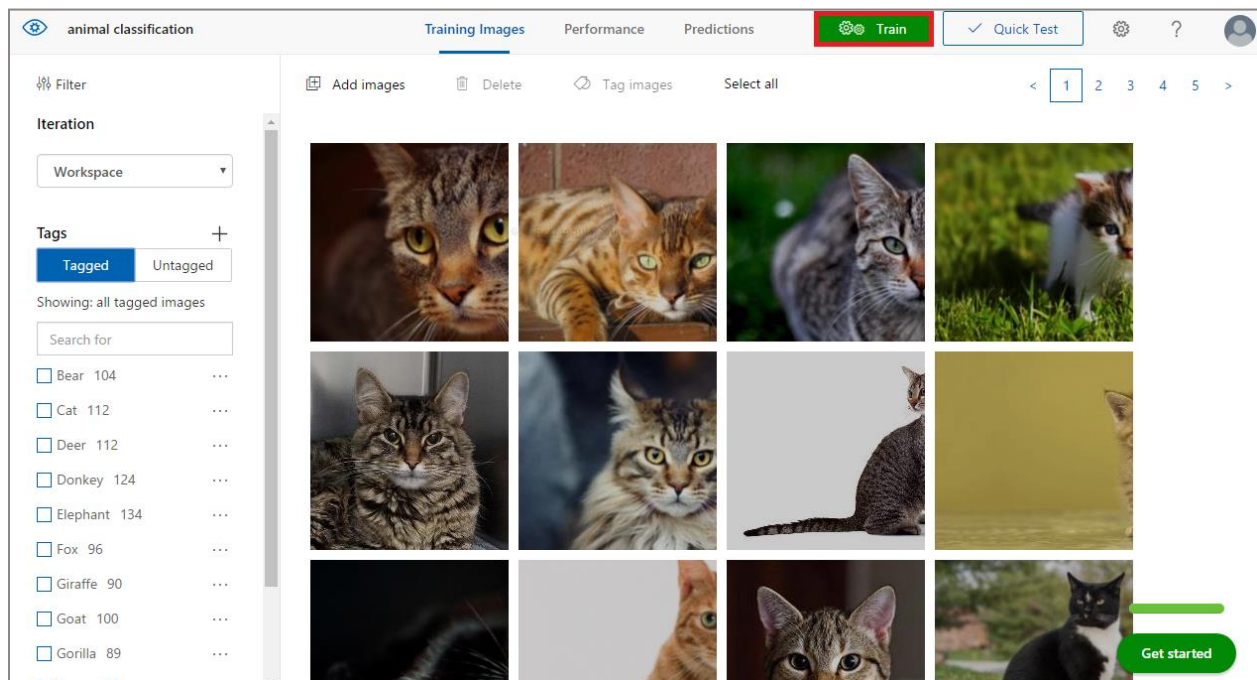 animal classification
Training Images
Performance
Predictions
Train
Quick Test
?
Filter
Add images
Delete
Tag images
Select all
< 1 2 3 4 5 >
Iteration
Workspace
Tags +
Tagged
Untagged
Showing: all tagged images
Search for
Bear 104 ...
Cat 112 ...
Deer 112 ...
Donkey 124 ...
Elephant 134 ...
Fox 96 ...
Giraffe 90 ...
Goat 100 ...
Gorilla 89 ...
Get started